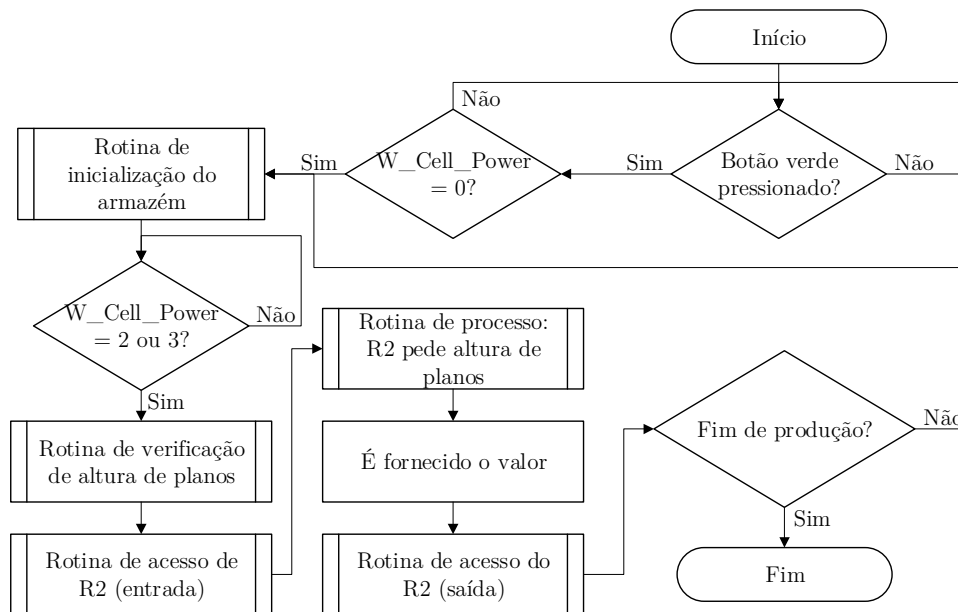 Início
Botão verde
pressionado?
Não
Sim
W_Cell_Power
= 0?
Não
Sim
Rotina de
inicialização do
armazém
W_Cell_Power
= 2 ou 3?
Não
Sim
Rotina de verificação
de altura de planos
Rotina de acesso de
R2 (entrada)
Rotina de processo:
R2 pede altura de
planos
É fornecido o valor
Rotina de acesso do
R2 (saída)
Fim de produção?
Não
Sim
Fim